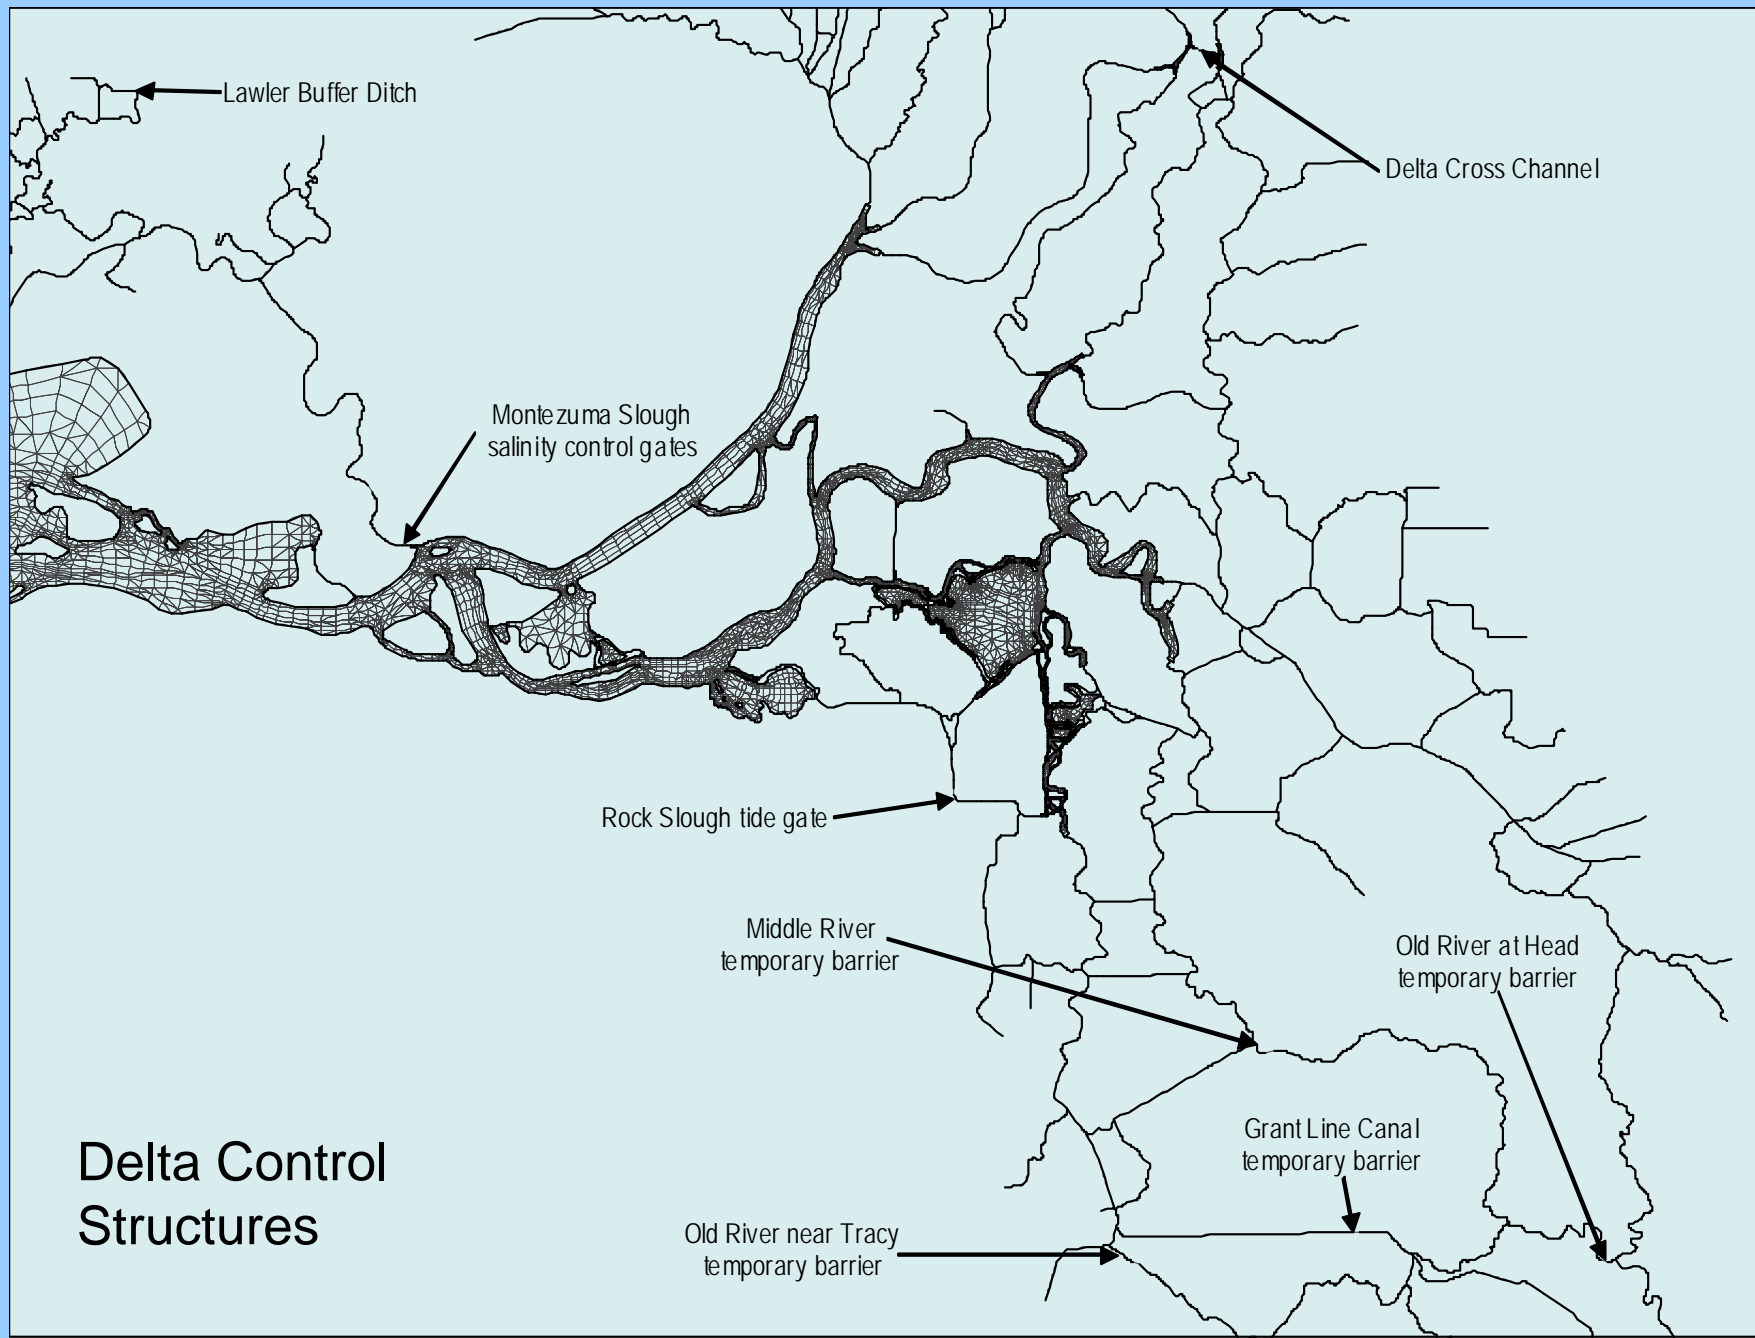 Lawler Buffer Ditch
Delta Cross Channel
Montezuma Slough
salinity control gates
Rock Slough tide gate
Middle River
temporary barrier
Old River at Head
temporary barrier
Grant Line Canal
temporary barrier
Old River near Tracy
temporary barrier
Delta Control
Structures